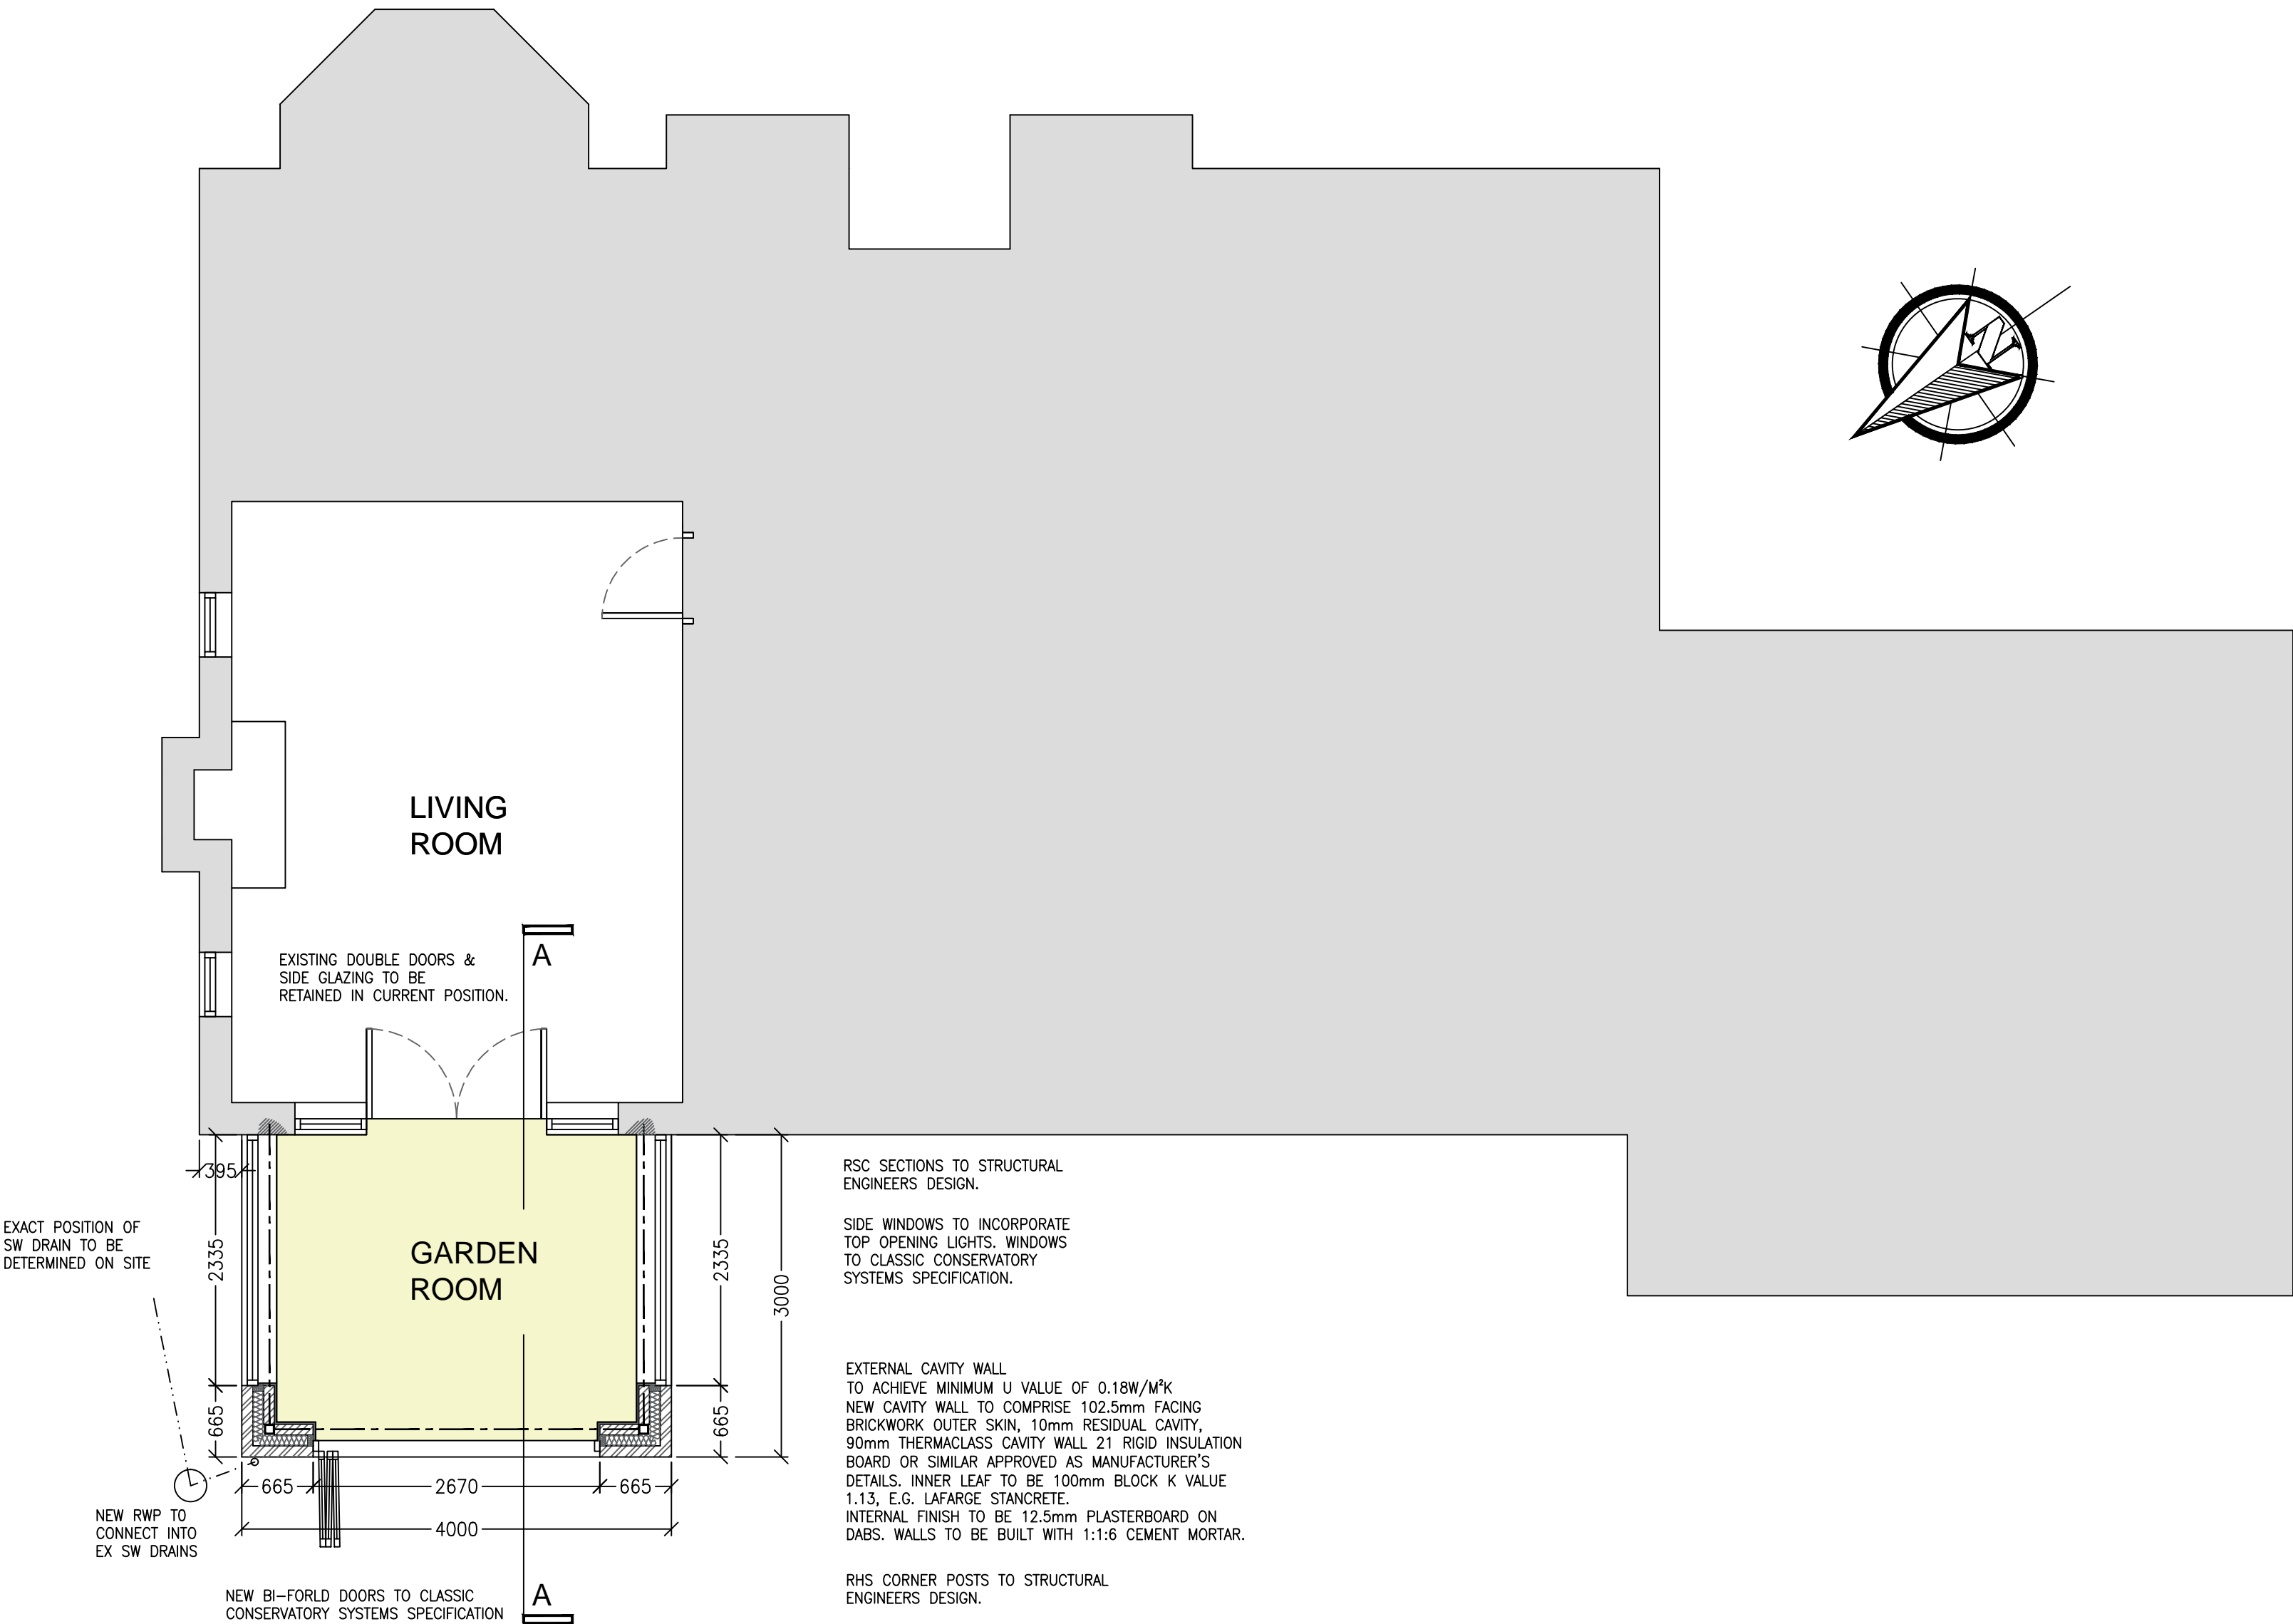 N
LIVING
ROOM
A
EXISTING DOUBLE DOORS &
SIDE GLAZING TO BE
RETAINED IN CURRENT POSITION.
395
RSC SECTIONS TO STRUCTURAL
ENGINEERS DESIGN.
EXACT POSITION OF
SW DRAIN TO BE
DETERMINED ON SITE
2335
GARDEN
ROOM
2335
3000
SIDE WINDOWS TO INCORPORATE
TOP OPENING LIGHTS. WINDOWS
TO CLASSIC CONSERVATORY
SYSTEMS SPECIFICATION.
665
665
EXTERNAL CAVITY WALL
TO ACHIEVE MINIMUM U VALUE OF 0.18W/M²K
NEW CAVITY WALL TO COMPRISE 102.5mm FACING
BRICKWORK OUTER SKIN, 10mm RESIDUAL CAVITY,
90mm THERMACLASS CAVITY WALL 21 RIGID INSULATION
BOARD OR SIMILAR APPROVED AS MANUFACTURER'S
DETAILS. INNER LEAF TO BE 100mm BLOCK K VALUE
1.13, E.G. LAFARGE STANCRETE.
INTERNAL FINISH TO BE 12.5mm PLASTERBOARD ON
DABS. WALLS TO BE BUILT WITH 1:1:6 CEMENT MORTAR.
665
2670
665
4000
NEW RWP TO
CONNECT INTO
EX SW DRAINS
NEW BI-FORLD DOORS TO CLASSIC
CONSERVATORY SYSTEMS SPECIFICATION
A
RHS CORNER POSTS TO STRUCTURAL
ENGINEERS DESIGN.